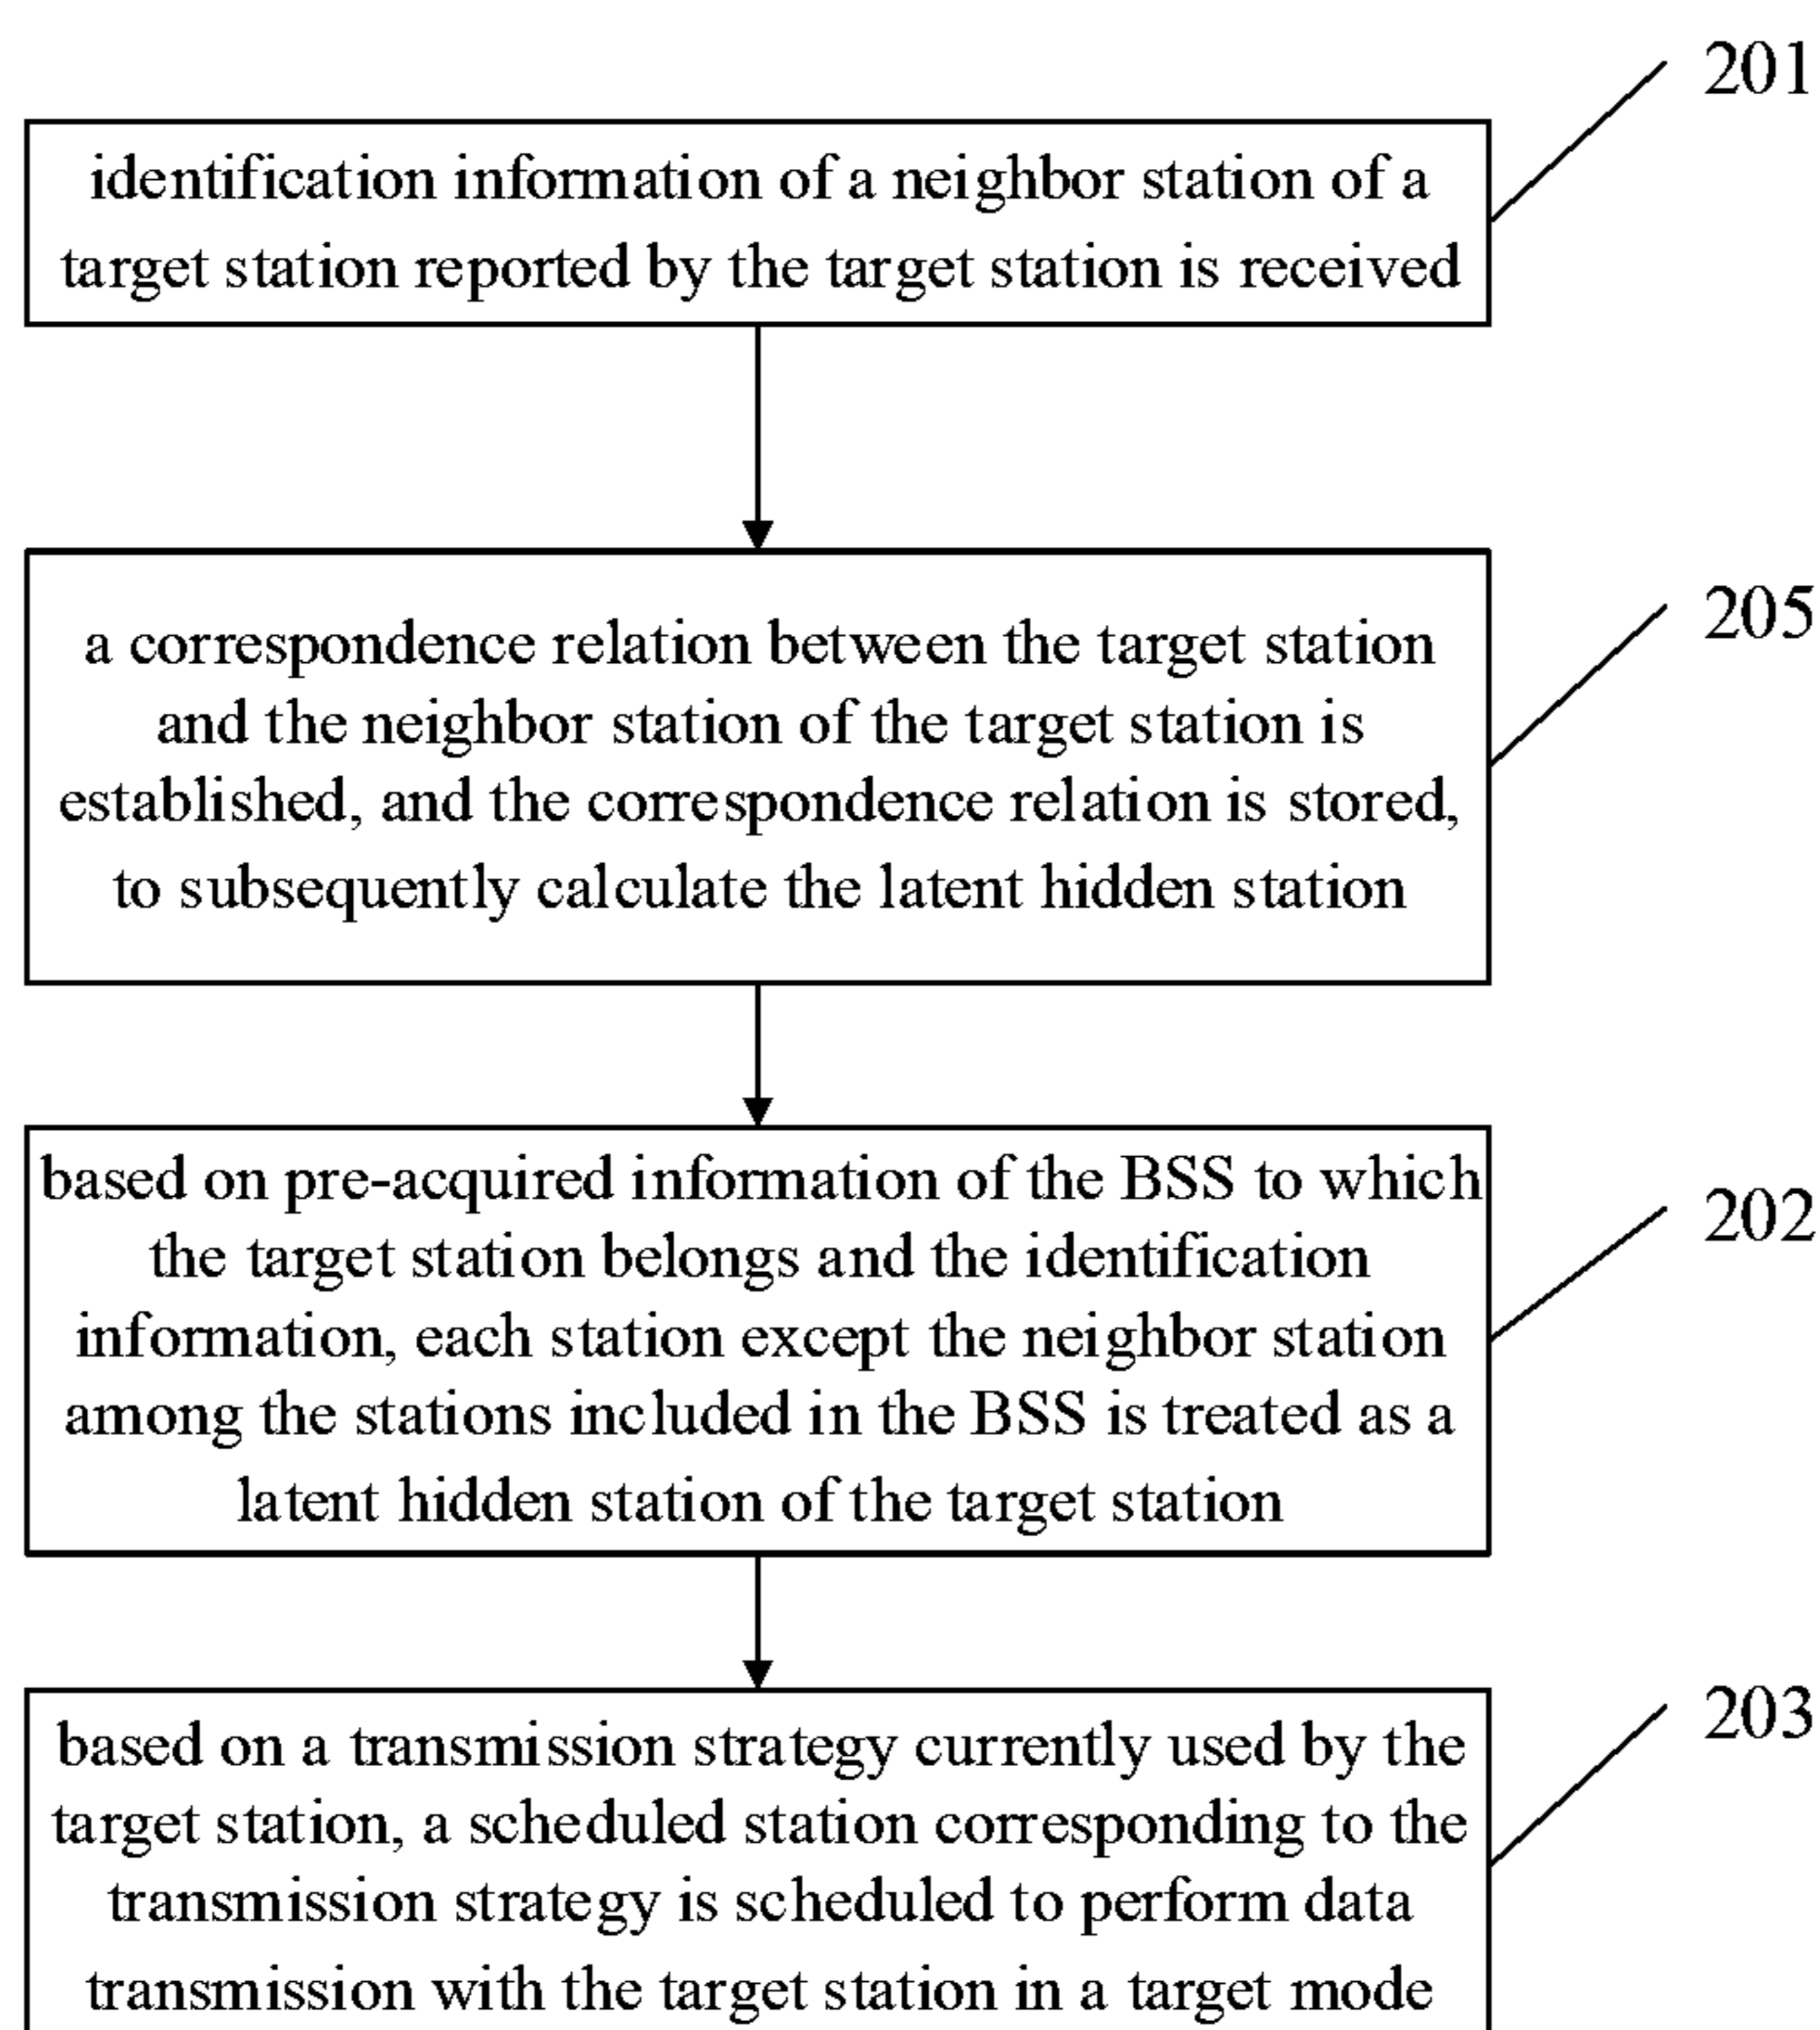 201
identification information of a neighbor station of a
target station reported by the target station is received
205
a correspondence relation between the target station
and the neighbor station of the target station is
established, and the correspondence relation is stored,
to subsequently calculate the latent hidden station
202
based on pre-acquired information of the BSS to which
the target station belongs and the identification
information, each station except the neighbor station
among the stations included in the BSS is treated as a
latent hidden station of the target station
203
based on a transmission strategy currently used by the
target station, a scheduled station corresponding to the
transmission strategy is scheduled to perform data
transmission with the target station in a target mode